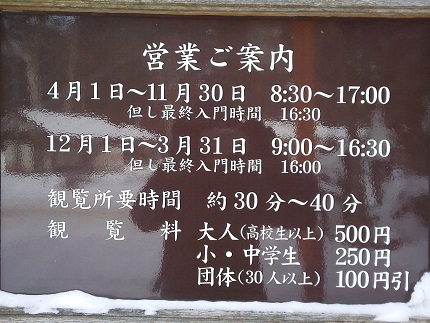 営業ご案内
4月1日～11月30日 8:30～17:00
但し最終入門時間 16:30
12月1日～3月31日 9:00～16:30
但し最終入門時間 16:00
観覧所要時間 約30分～40分
観覧料 大人(高校生以上) 500円
小・中学生 250円
団体(30人以上) 100円引